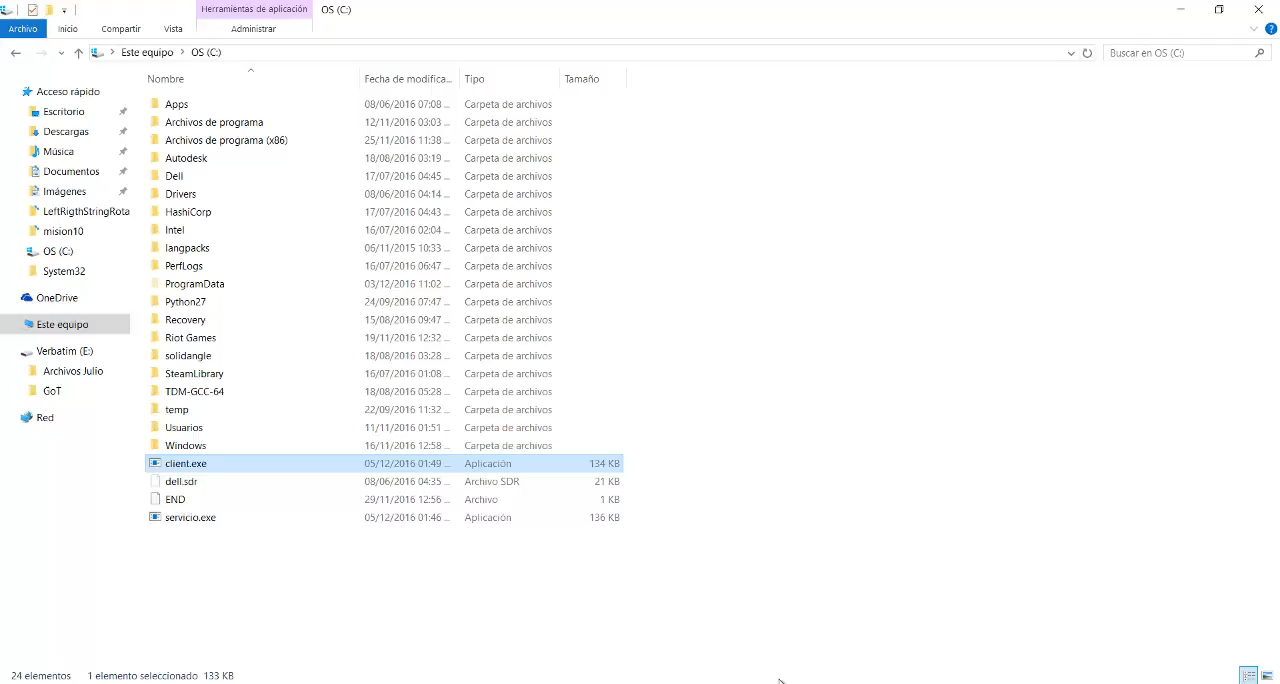 Herramientas de aplicación OS (C:)
Archivo Inicio Compartir Vista Administrar
Este equipo OS (C:) Buscar en OS (C:)
Nombre Fecha de modifica... Tipo Tamaño
Acceso rápido
Escritorio
Descargas
Música
Documentos
Imágenes
LeftRigthStringRota
mision10
OS (C:)
System32
OneDrive
Este equipo
Verbatim (E:)
Archivos Julio
GoT
Red
Apps 08/06/2016 07:08 ... Carpeta de archivos
Archivos de programa 12/11/2016 03:03 ... Carpeta de archivos
Archivos de programa (x86) 25/11/2016 11:38 ... Carpeta de archivos
Autodesk 18/08/2016 03:19 ... Carpeta de archivos
Dell 17/07/2016 04:45 ... Carpeta de archivos
Drivers 08/06/2016 04:14 ... Carpeta de archivos
HashiCorp 17/07/2016 04:43 ... Carpeta de archivos
Intel 16/07/2016 02:04 ... Carpeta de archivos
langpacks 06/11/2015 10:33 ... Carpeta de archivos
PerfLogs 16/07/2016 06:47 ... Carpeta de archivos
ProgramData 03/12/2016 11:02 ... Carpeta de archivos
Python27 24/09/2016 07:47 ... Carpeta de archivos
Recovery 15/08/2016 09:47 ... Carpeta de archivos
Riot Games 19/11/2016 12:32 ... Carpeta de archivos
solidangle 18/08/2016 03:28 ... Carpeta de archivos
SteamLibrary 16/07/2016 01:08 ... Carpeta de archivos
TDM-GCC-64 18/08/2016 05:28 ... Carpeta de archivos
temp 22/09/2016 11:32 ... Carpeta de archivos
Usuarios 11/11/2016 01:51 ... Carpeta de archivos
Windows 16/11/2016 12:58 ... Carpeta de archivos
client.exe 05/12/2016 01:49 ... Aplicación 134 KB
dell.sdr 08/06/2016 04:35 ... Archivo SDR 21 KB
END 29/11/2016 12:56 ... Archivo 1 KB
servicio.exe 05/12/2016 01:46 ... Aplicación 136 KB
24 elementos 1 elemento seleccionado 133 KB